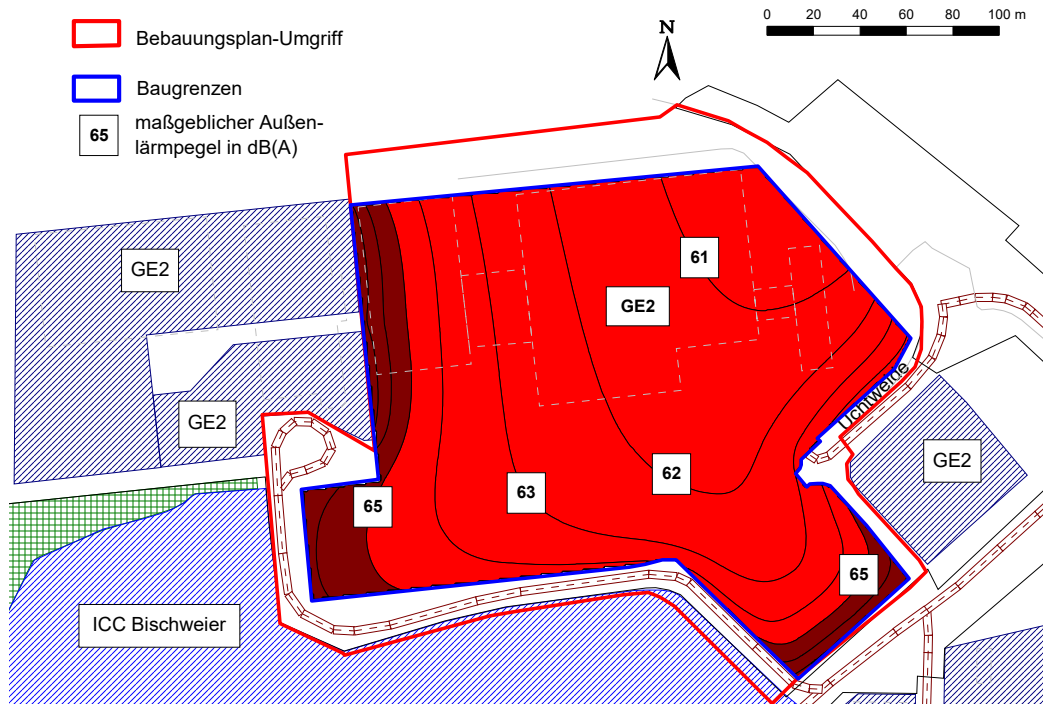 0 20 40 60 80 100 m
N
Bebauungsplan-Umgriff
Baugrenzen
65 maßgeblicher Außen-
lärmpegel in dB(A)
61
GE2
GE2
Uchtweide
GE2
GE2
62
63
65
65
ICC Bischweier